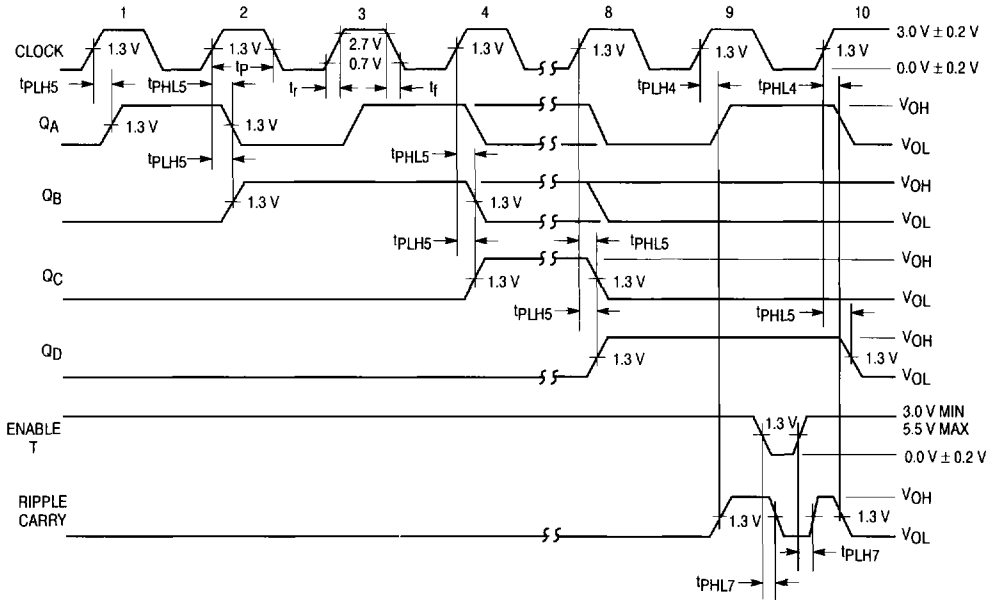 1 2 3 4 8 9 10
CLOCK 1.3 V 1.3 V 2.7 V 1.3 V 1.3 V 1.3 V 1.3 V 3.0 V ± 0.2 V
tP 0.7 V 0.0 V ± 0.2 V
tPLH5 tPHL5 tr tf tPLH4 tPHL4
QA 1.3 V 1.3 V VOH
VOL
tPLH5 tPHL5
QB 1.3 V 1.3 V VOH
VOL
tPLH5 tPHL5
QC 1.3 V 1.3 V VOH
VOL
tPLH5 tPHL5
QD 1.3 V 1.3 V VOH
VOL
ENABLE T 1.3 V 3.0 V MIN
5.5 V MAX
0.0 V ± 0.2 V
RIPPLE CARRY 1.3 V 1.3 V VOH
VOL
tPLH7
tPHL7